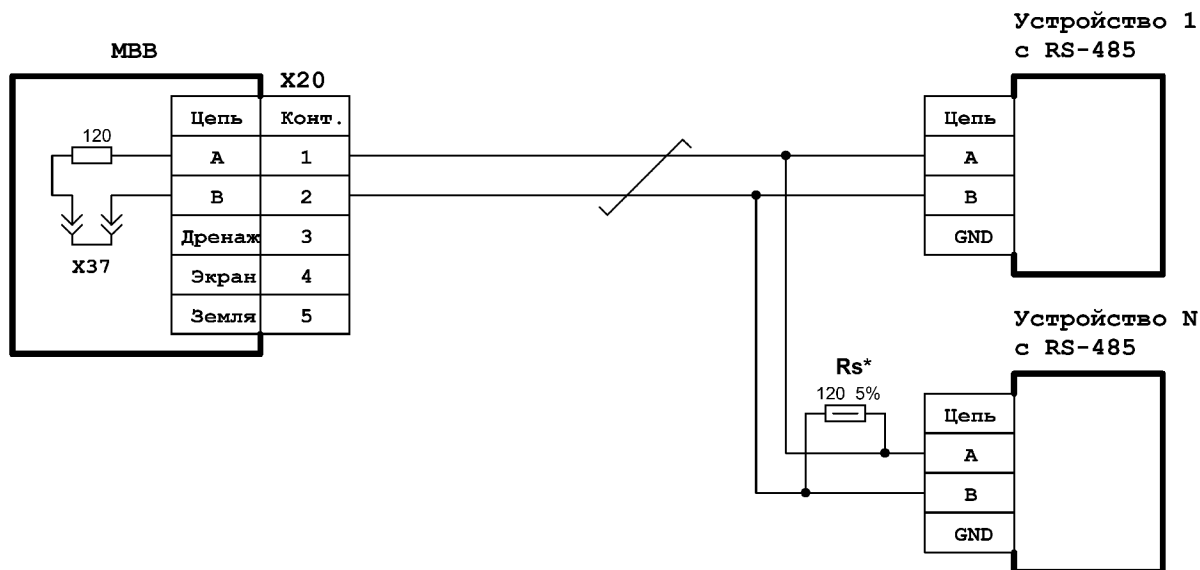 МВВ
X20
Цепь Конт.
120
А 1
В 2
Дренаж 3
X37
Экран 4
Земля 5
Устройство 1
с RS-485
Цепь
А
В
GND
Устройство N
с RS-485
Rs*
120 5%
Цепь
А
В
GND